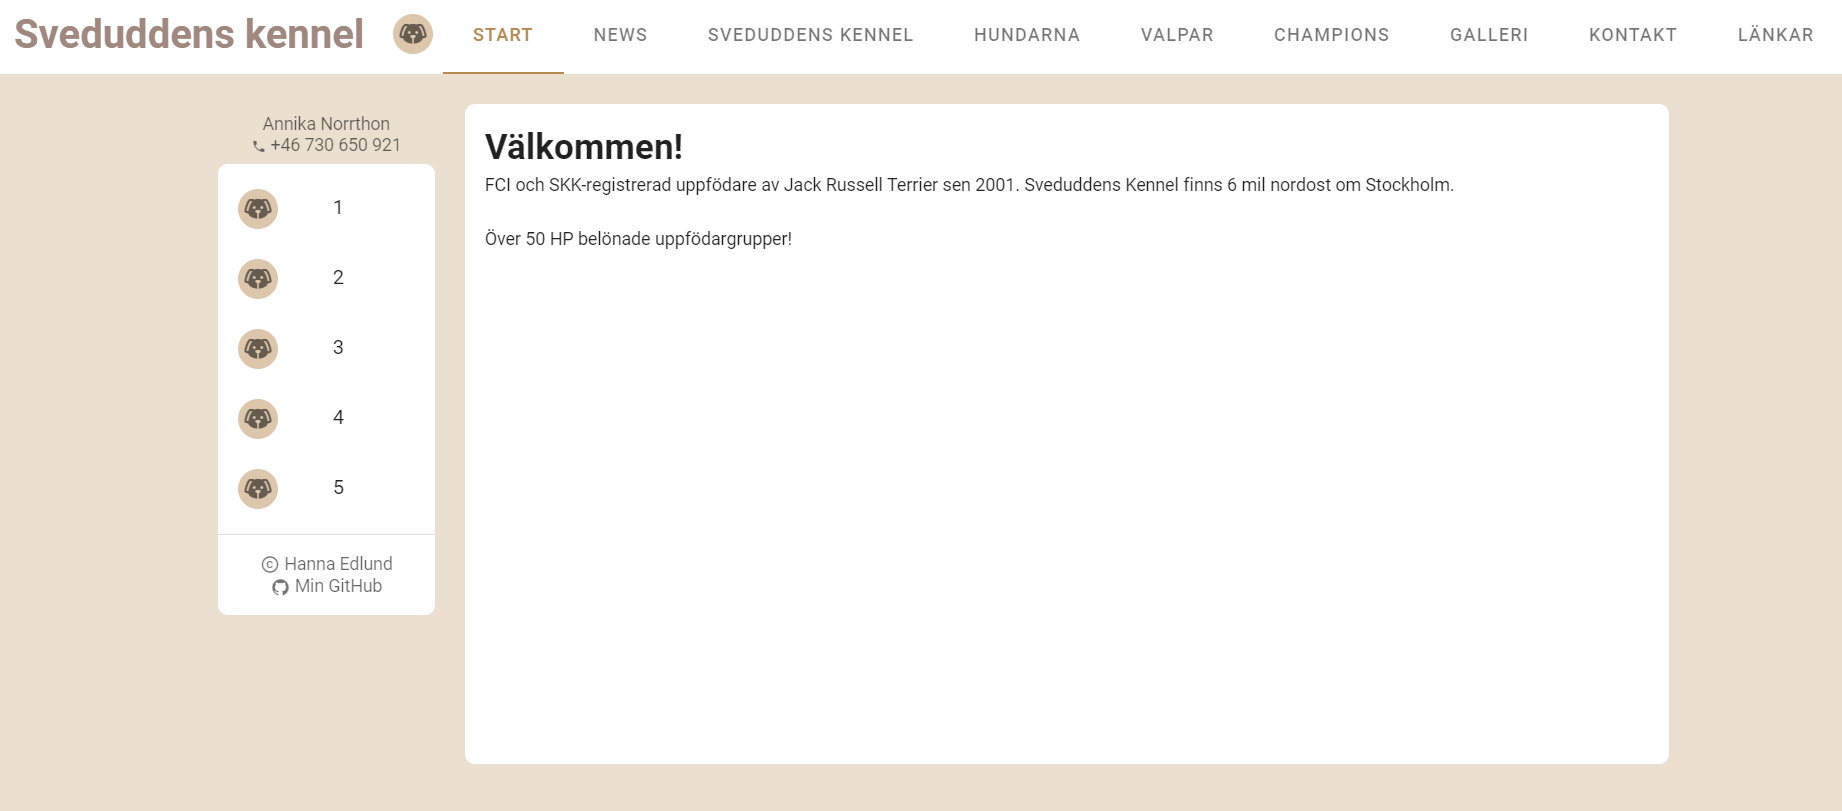 Sveduddens kennel
START
NEWS
SVEDUDDENS KENNEL
HUNDARNA
VALPAR
CHAMPIONS
GALLERI
KONTAKT
LÄNKAR
Annika Norrthon
+46 730 650 921
1
2
3
4
5
© Hanna Edlund
Min GitHub
Välkommen!
FCI och SKK-registrerad uppfödare av Jack Russell Terrier sen 2001. Sveduddens Kennel finns 6 mil nordost om Stockholm.
Över 50 HP belönade uppfödargrupper!